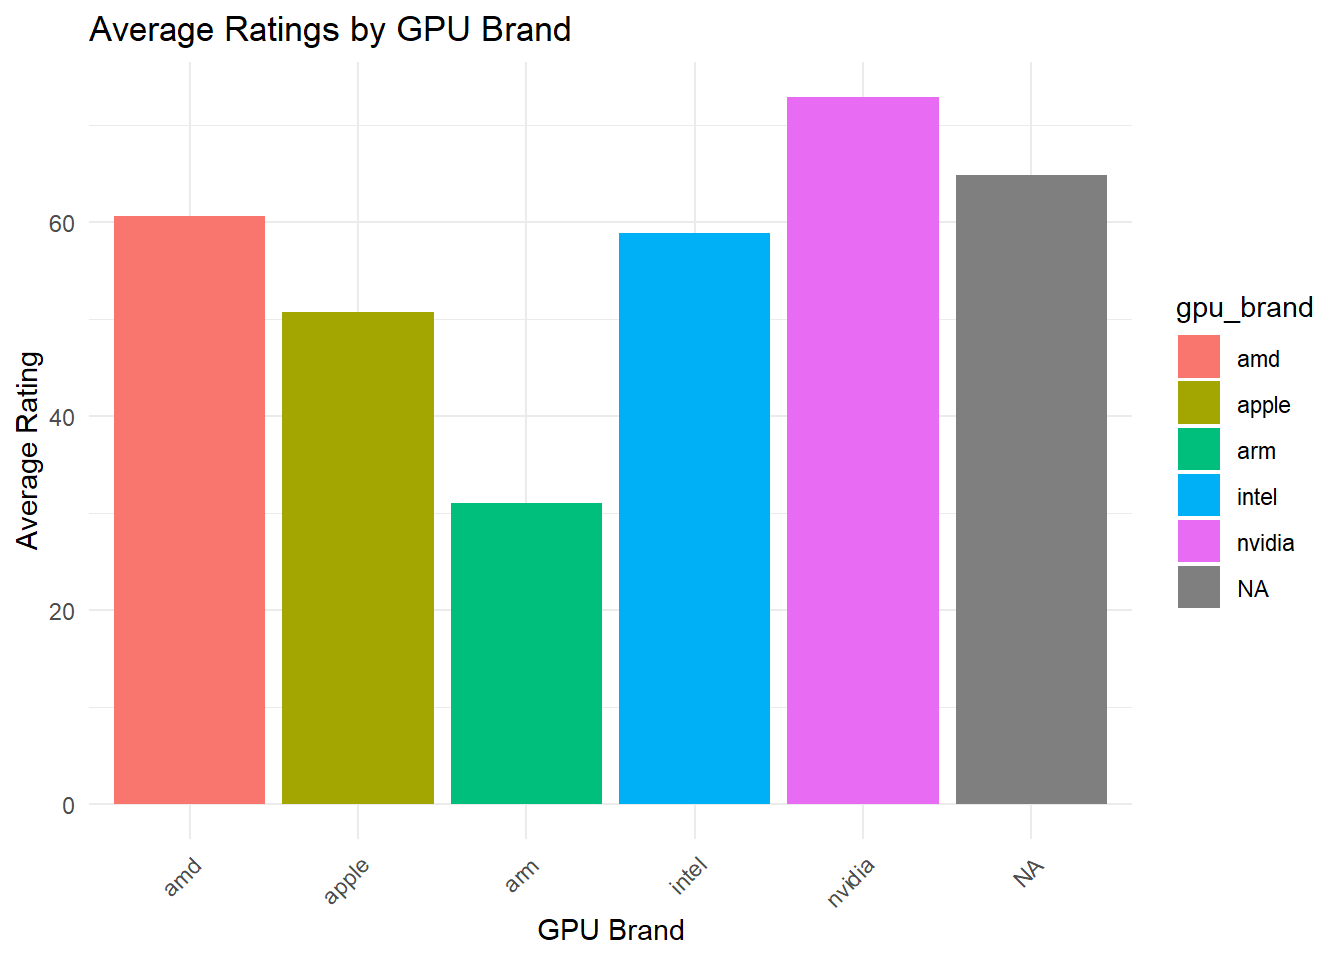 Average Ratings by GPU Brand
Average Rating
60
40
20
0
amd
apple
arm
intel
nvidia
NA
GPU Brand
gpu_brand
amd
apple
arm
intel
nvidia
NA